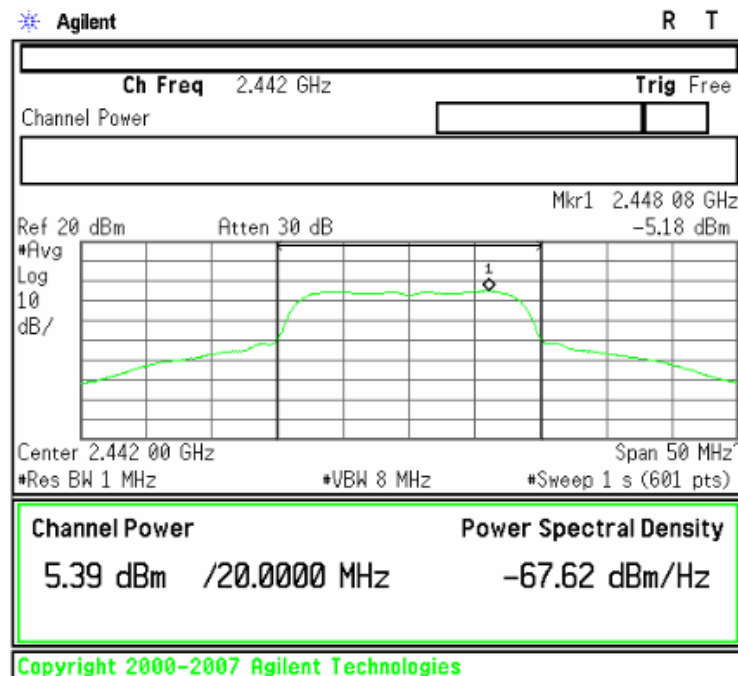 Agilent R T
Ch Freq 2.442 GHz Trig Free
Channel Power
Mkr1 2.448 08 GHz
Ref 20 dBm Atten 30 dB -5.18 dBm
#Avg
Log
10
dB/
1
Center 2.442 00 GHz Span 50 MHz
#Res BW 1 MHz #VBW 8 MHz #Sweep 1 s (601 pts)
Channel Power Power Spectral Density
5.39 dBm /20.0000 MHz -67.62 dBm/Hz
Copyright 2000-2007 Agilent Technologies